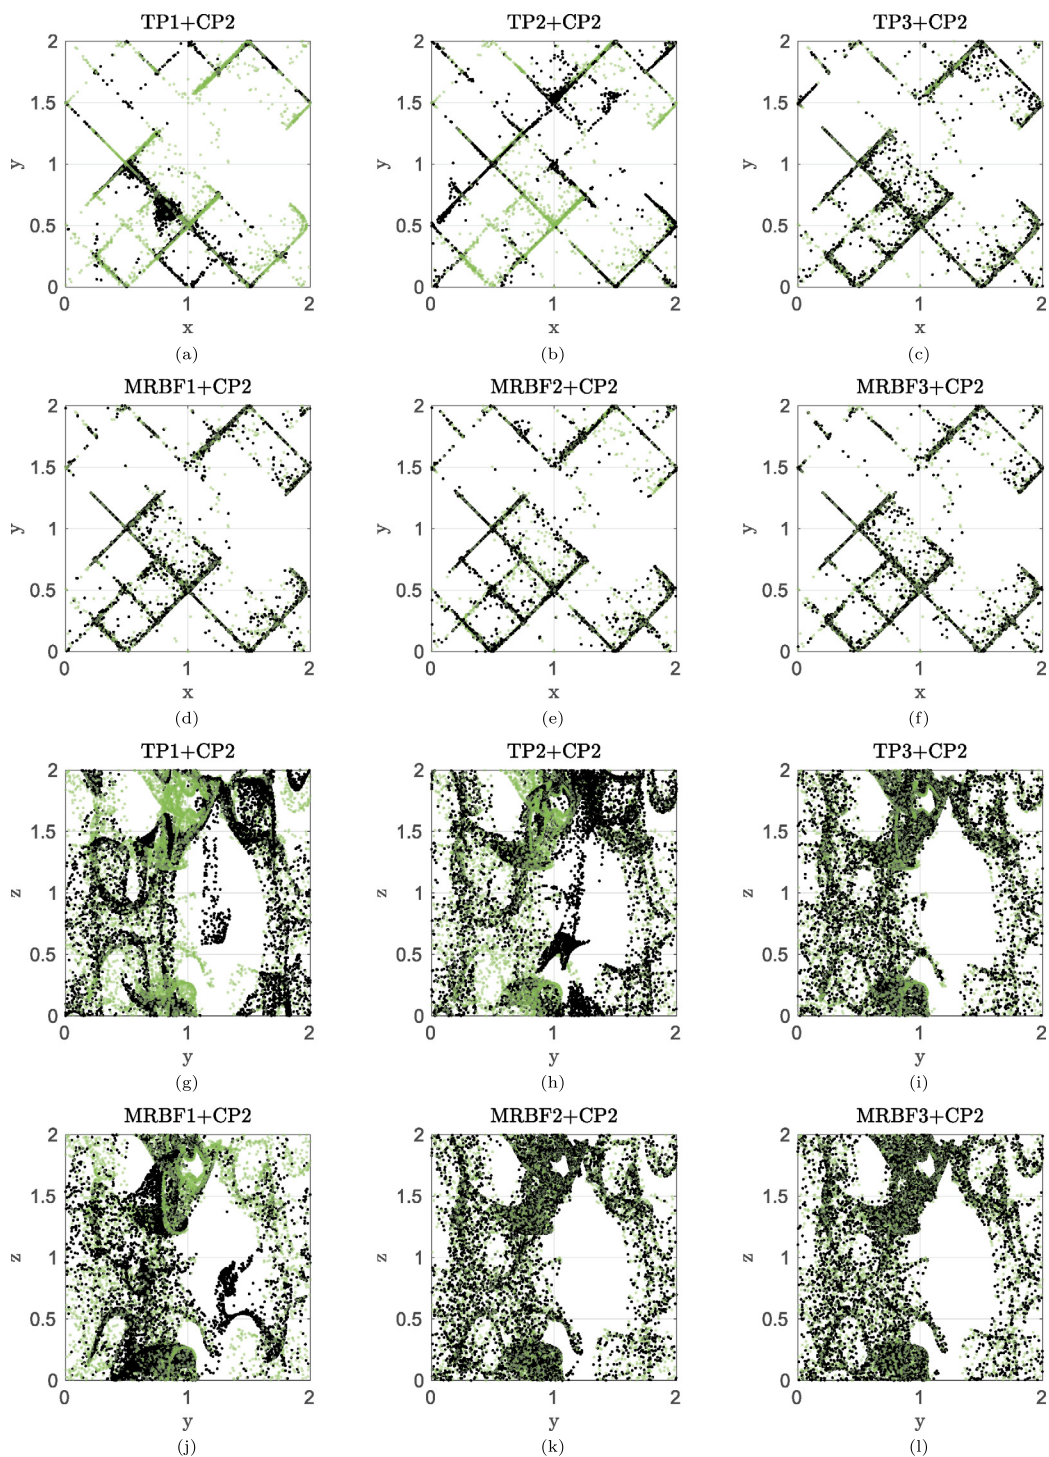 TP1+CP2 TP2+CP2 TP3+CP2
2 2 2
1.5 1.5 1.5
y 1 y 1 y 1
0.5 0.5 0.5
0 0 0
0 1 2 0 1 2 0 1 2
x x x
(a) (b) (c)
MRBF1+CP2 MRBF2+CP2 MRBF3+CP2
2 2 2
1.5 1.5 1.5
y 1 y 1 y 1
0.5 0.5 0.5
0 0 0
0 1 2 0 1 2 0 1 2
x x x
(d) (e) (f)
TP1+CP2 TP2+CP2 TP3+CP2
2 2 2
1.5 1.5 1.5
z 1 z 1 z 1
0.5 0.5 0.5
0 0 0
0 1 2 0 1 2 0 1 2
y y y
(g) (h) (i)
MRBF1+CP2 MRBF2+CP2 MRBF3+CP2
2 2 2
1.5 1.5 1.5
z 1 z 1 z 1
0.5 0.5 0.5
0 0 0
0 1 2 0 1 2 0 1 2
y y y
(j) (k) (l)